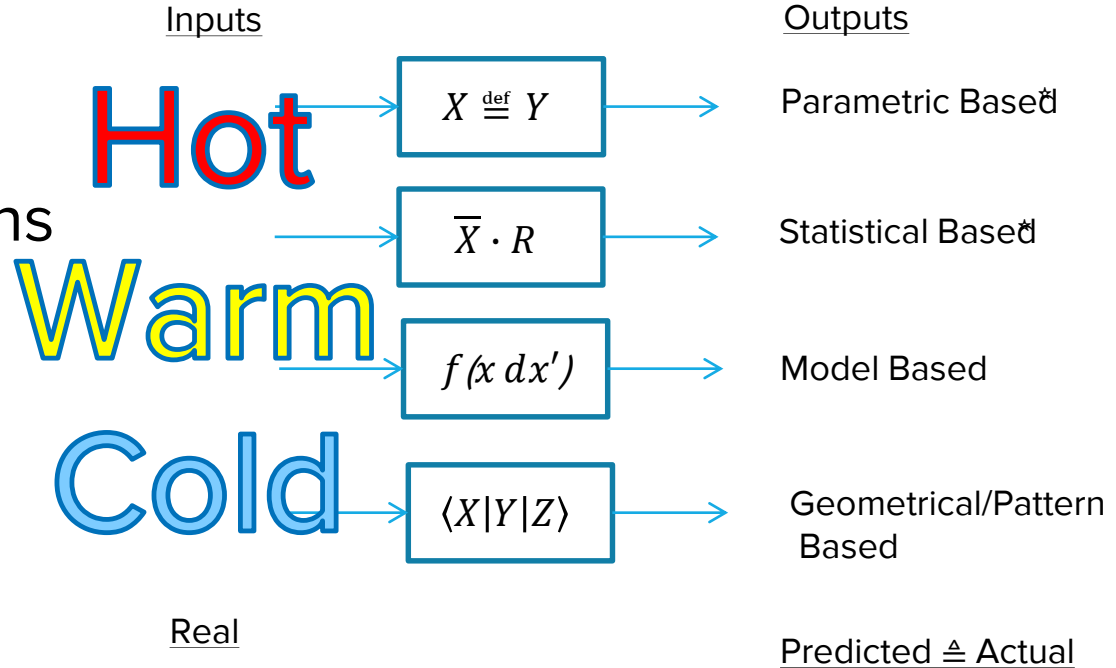 Inputs
Outputs
Hot
X ≝ Y
Parametric Based*
ns
X̅ · R
Statistical Based*
Warm
f(x dx′)
Model Based
Cold
⟨X|Y|Z⟩
Geometrical/Pattern
Based
Real
Predicted ≙ Actual